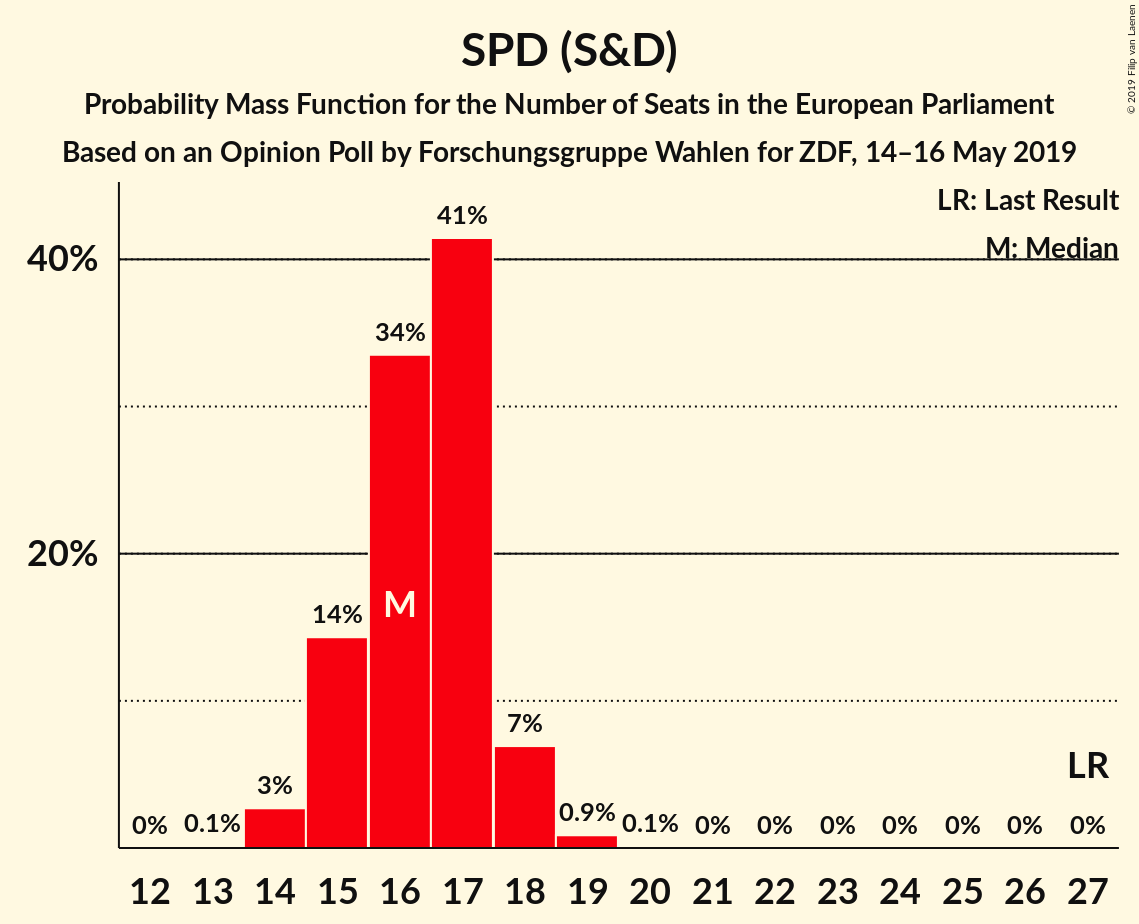 SPD (S&D)
Probability Mass Function for the Number of Seats in the European Parliament
Based on an Opinion Poll by Forschungsgruppe Wahlen for ZDF, 14–16 May 2019
© 2019 Filip van Laenen
LR: Last Result
M: Median
40%
20%
0% 0.1% 3% 14% 34% 41% 7% 0.9% 0.1% 0% 0% 0% 0% 0% 0% 0%
M
LR
12 13 14 15 16 17 18 19 20 21 22 23 24 25 26 27